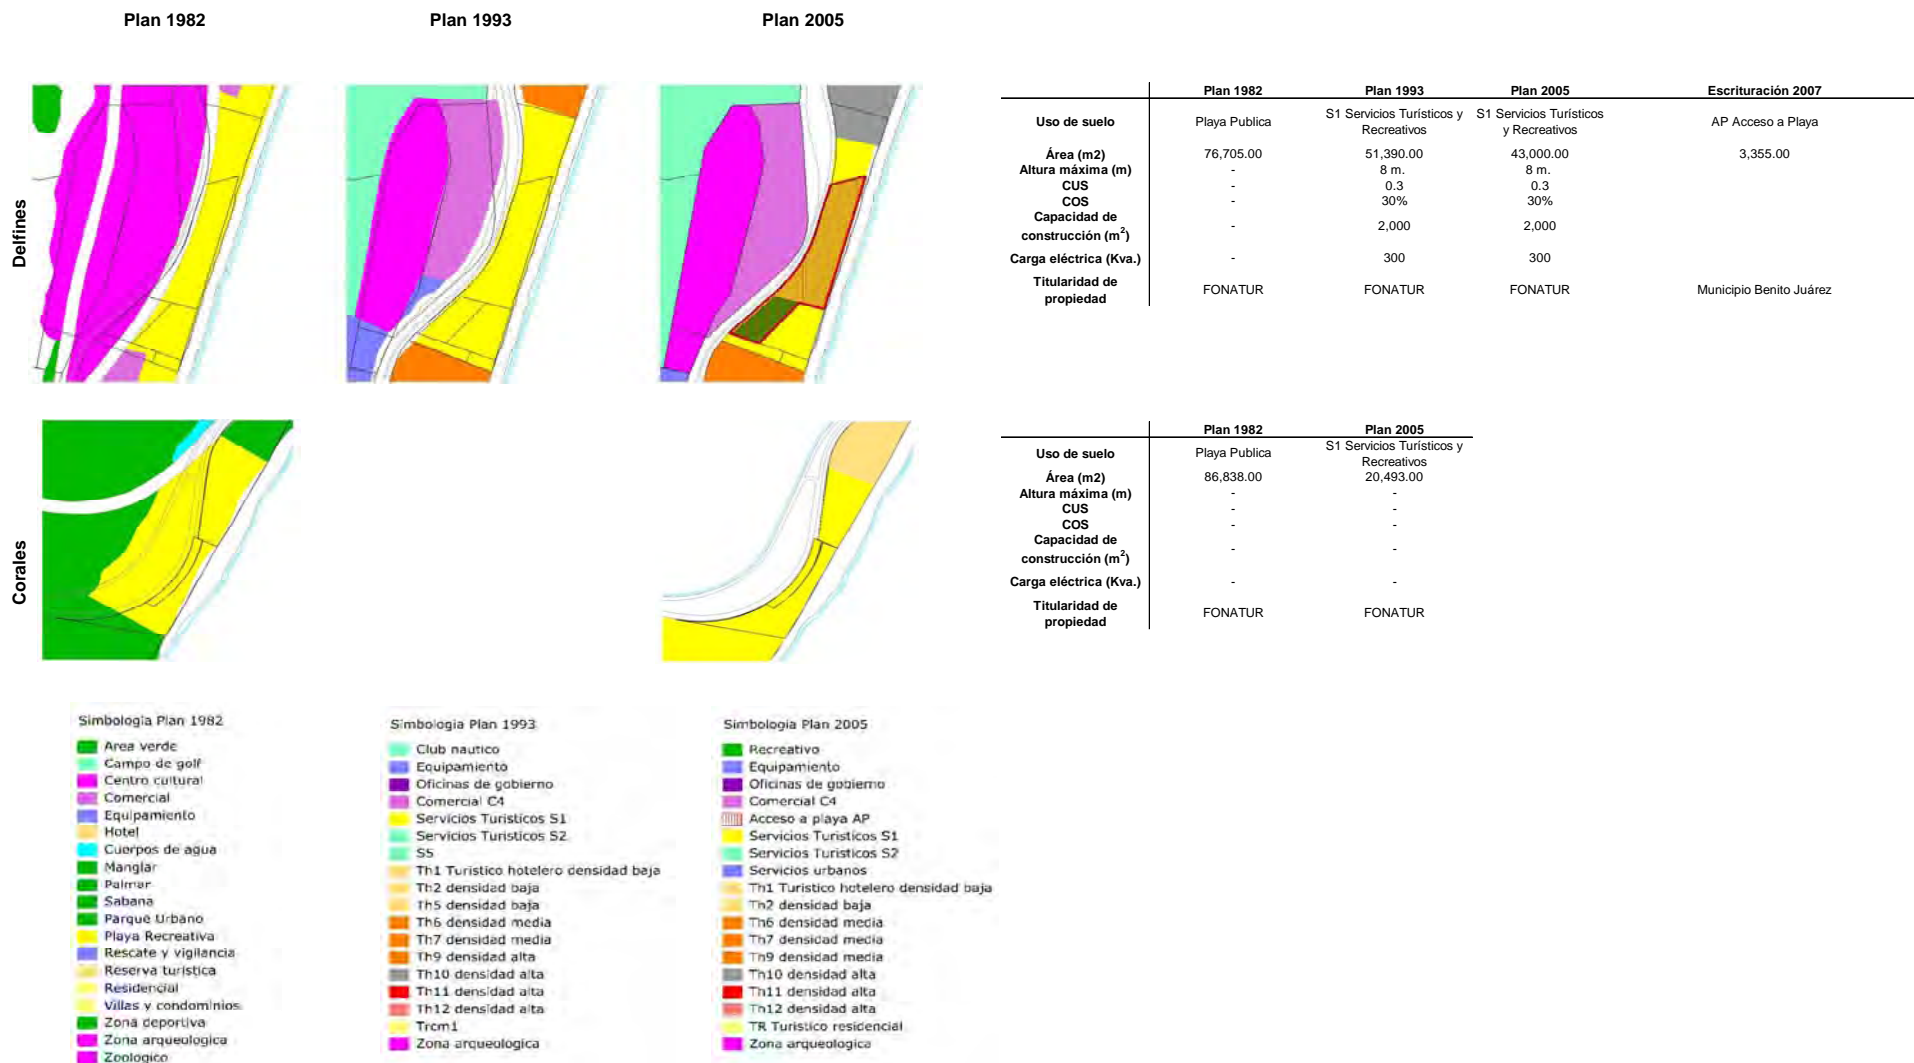 Plan 1982 Plan 1993 Plan 2005
Delfines
Plan 1982 Plan 1993 Plan 2005 Escrituración 2007
Uso de suelo Playa Publica S1 Servicios Turísticos y Recreativos S1 Servicios Turísticos y Recreativos AP Acceso a Playa
Área (m2) 76,705.00 51,390.00 43,000.00 3,355.00
Altura máxima (m) - 8 m. 8 m.
CUS - 0.3 0.3
COS - 30% 30%
Capacidad de construcción (m2) - 2,000 2,000
Carga eléctrica (Kva.) - 300 300
Titularidad de propiedad FONATUR FONATUR FONATUR Municipio Benito Juárez
Corales
Plan 1982 Plan 2005
Uso de suelo Playa Publica S1 Servicios Turísticos y Recreativos
Área (m2) 86,838.00 20,493.00
Altura máxima (m) - -
CUS - -
COS - -
Capacidad de construcción (m2) - -
Carga eléctrica (Kva.) - -
Titularidad de propiedad FONATUR FONATUR
Simbología Plan 1982
Area verde
Campo de golf
Centro cultural
Comercial
Equipamiento
Hotel
Cuerpos de agua
Manglar
Palmar
Sabana
Parque Urbano
Playa Recreativa
Rescate y vigilancia
Reserva turística
Residencial
Villas y condominios
Zona deportiva
Zona arqueologica
Zoologico
Simbologia Plan 1993
Club nautico
Equipamiento
Oficinas de gobierno
Comercial C4
Servicios Turisticos S1
Servicios Turisticos S2
S5
Th1 Turistico hotelero densidad baja
Th2 densidad baja
Th5 densidad baja
Th6 densidad media
Th7 densidad media
Th9 densidad alta
Th10 densidad alta
Th11 densidad alta
Th12 densidad alta
Trcm1
Zona arqueologica
Simbologia Plan 2005
Recreativo
Equipamiento
Oficinas de gobierno
Comercial C4
Acceso a playa AP
Servicios Turisticos S1
Servicios Turisticos S2
Servicios urbanos
Th1 Turistico hotelero densidad baja
Th2 densidad baja
Th6 densidad media
Th7 densidad media
Th9 densidad media
Th10 densidad alta
Th11 densidad alta
Th12 densidad alta
TR Turistico residencial
Zona arqueologica